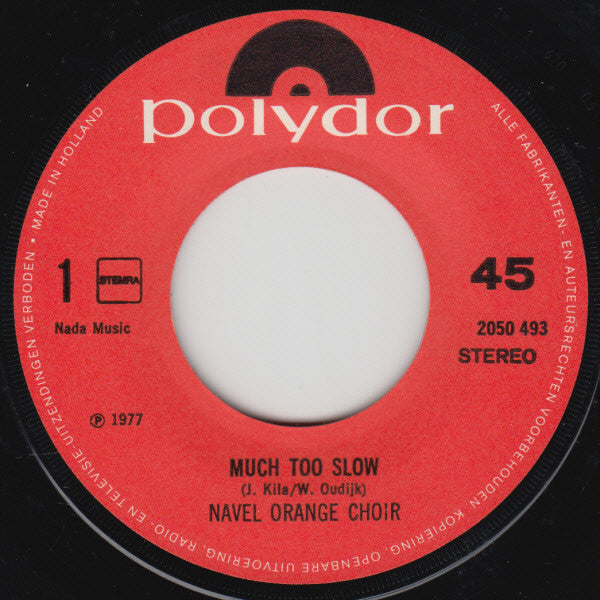 polydor
1
STEMRA
45
Nada Music
2050 493
STEREO
℗ 1977
MUCH TOO SLOW
(J. Kila/W. Oudijk)
NAVEL ORANGE CHOIR
ALLE FABRIKANTEN- EN AUTEURSRECHTEN VOORBEHOUDEN KOPIËRING, OPENBARE UITVOERING, RADIO- EN TELEVISIE-UITZENDINGEN VERBODEN • MADE IN HOLLAND